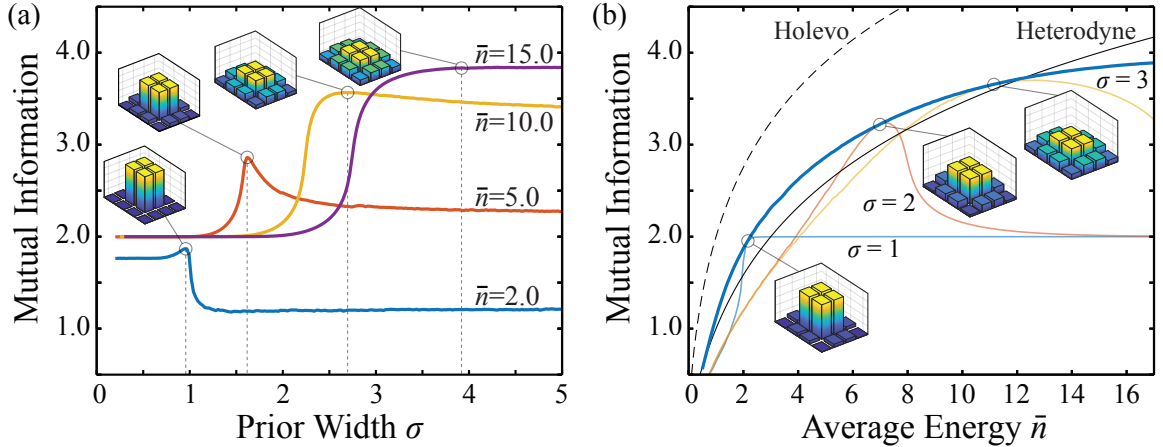 (a)
Mutual Information
4.0
3.0
2.0
1.0
n̄=15.0
n̄=10.0
n̄=5.0
n̄=2.0
0 1 2 3 4 5
Prior Width σ
(b)
Mutual Information
4.0
3.0
2.0
1.0
Holevo
Heterodyne
σ = 3
σ = 2
σ = 1
0 2 4 6 8 10 12 14 16
Average Energy n̄